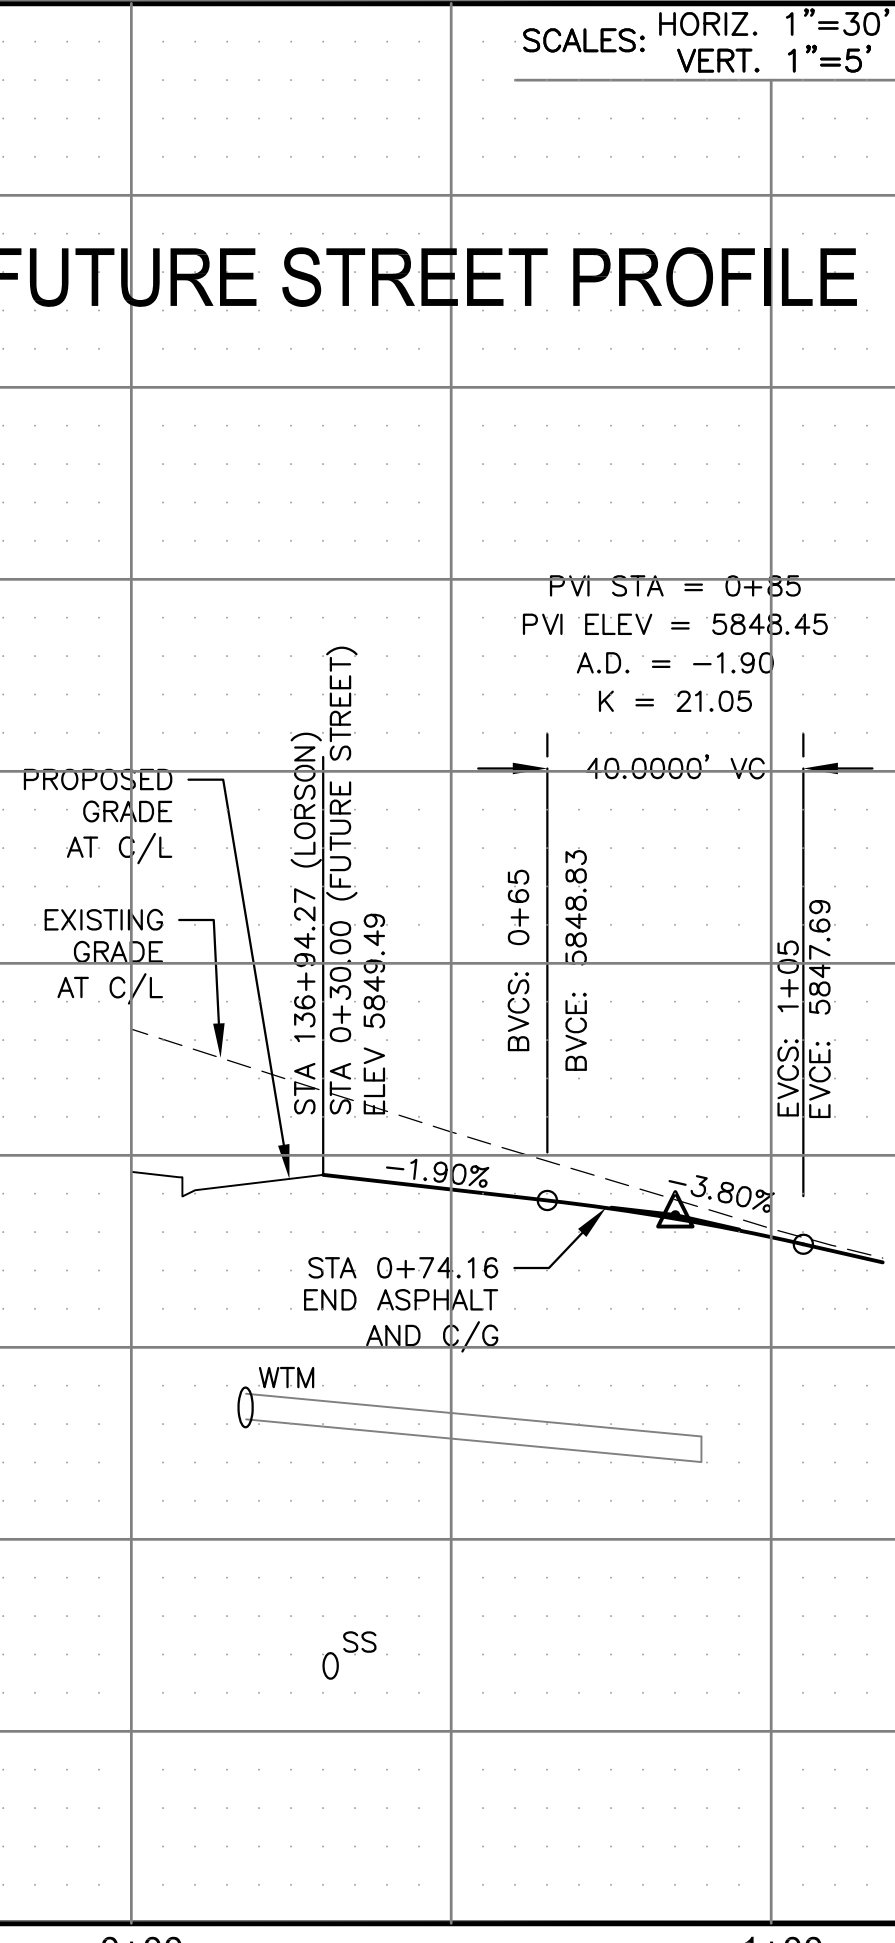 SCALES: HORIZ. 1"=30'
VERT. 1"=5'
FUTURE STREET PROFILE
PVI STA = 0+85
PVI ELEV = 5848.45
A.D. = -1.90
K = 21.05
40.0000' VC
PROPOSED
GRADE
AT C/L
EXISTING
GRADE
AT C/L
STA 136+94.27 (LORSON)
STA 0+30.00 (FUTURE STREET)
ELEV 5849.49
BVCS: 0+65
BVCE: 5848.83
EVCS: 1+05
EVCE: 5847.69
-1.90%
-3.80%
STA 0+74.16
END ASPHALT
AND C/G
WTM
SS